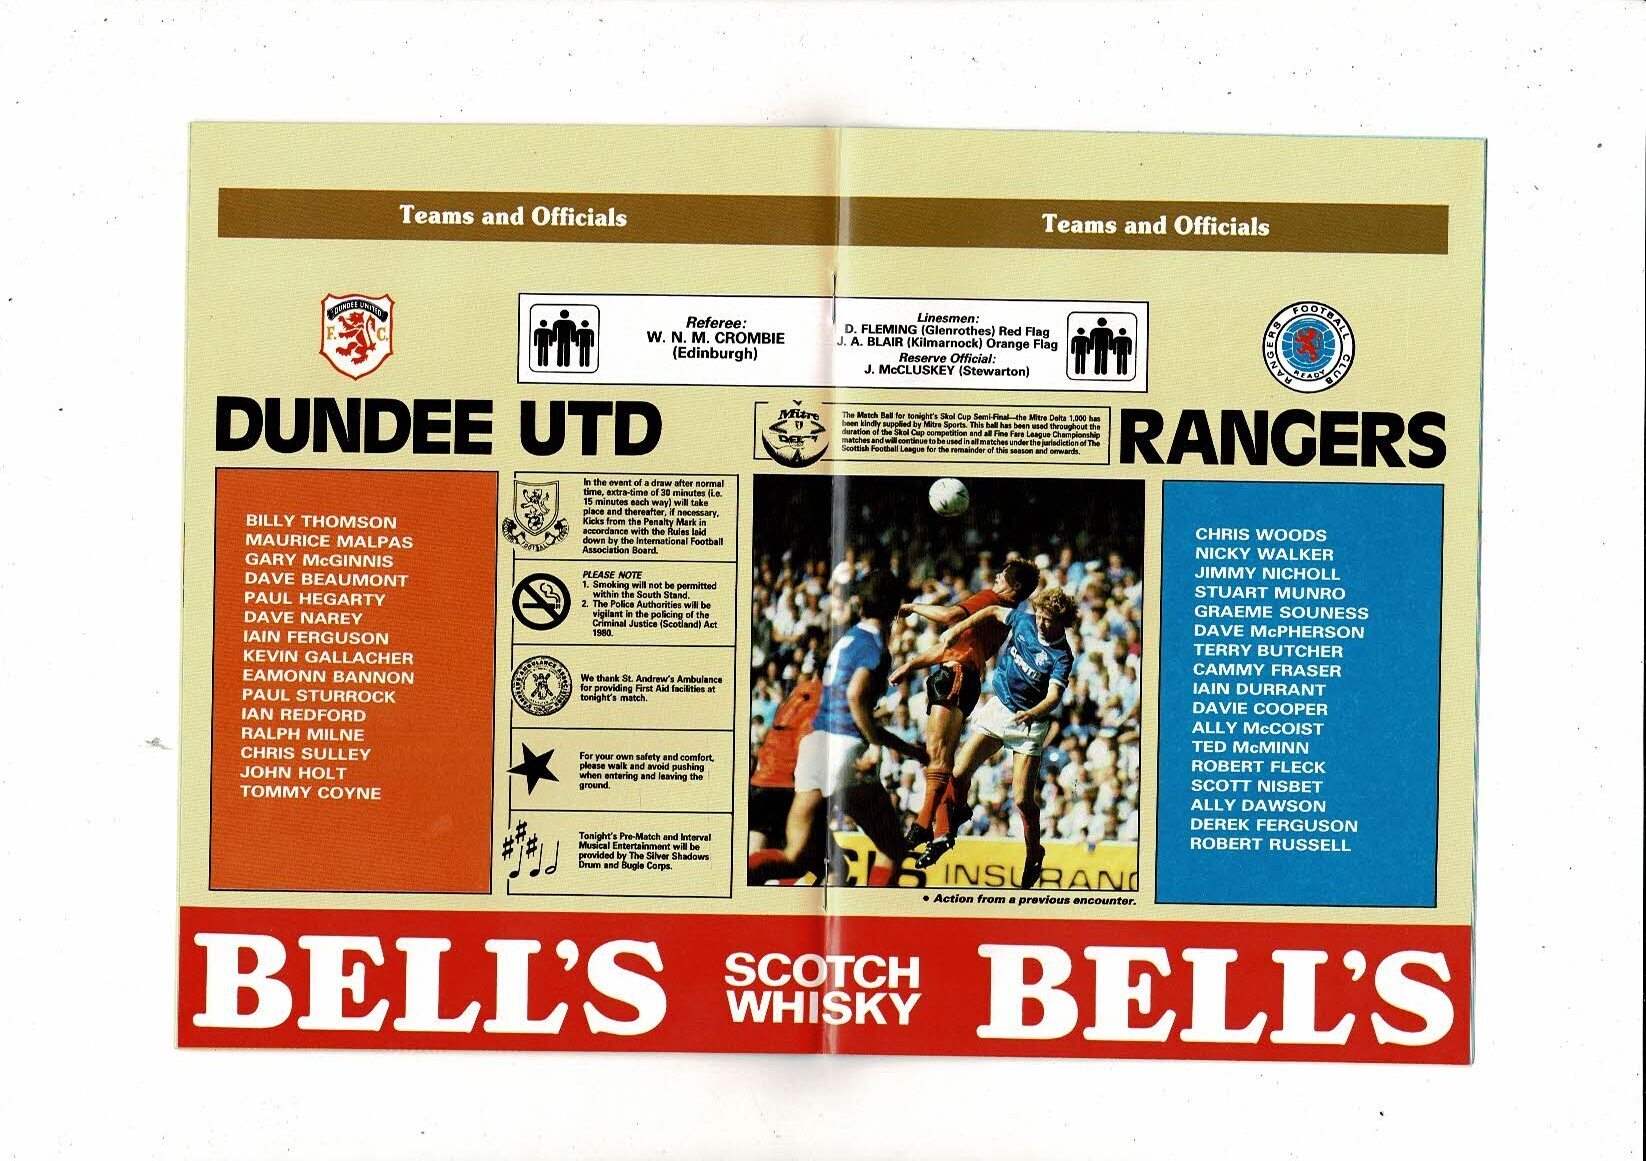 Teams and Officials
Teams and Officials
DUNDEE UNITED
F. C.
Referee:
W. N. M. CROMBIE
(Edinburgh)
Linesmen:
D. FLEMING (Glenrothes) Red Flag
J. A. BLAIR (Kilmarnock) Orange Flag
Reserve Official:
J. McCLUSKEY (Stewarton)
RANGERS FOOTBALL CLUB
READY
DUNDEE UTD
Mitre
The Match Ball for tonight's Skol Cup Semi-Final—the Mitre Delta 1,000 has
been kindly supplied by Mitre Sports. This ball has been used throughout the
duration of the Skol Cup competition and all Fine Fare League Championship
matches and will continue to be used in all matches under the jurisdiction of The
Scottish Football League for the remainder of this season and onwards.
RANGERS
BILLY THOMSON
MAURICE MALPAS
GARY McGINNIS
DAVE BEAUMONT
PAUL HEGARTY
DAVE NAREY
IAIN FERGUSON
KEVIN GALLACHER
EAMONN BANNON
PAUL STURROCK
IAN REDFORD
RALPH MILNE
CHRIS SULLEY
JOHN HOLT
TOMMY COYNE
In the event of a draw after normal
time, extra-time of 30 minutes (i.e.
15 minutes each way) will take
place and thereafter, if necessary,
Kicks from the Penalty Mark in
accordance with the Rules laid
down by the International Football
Association Board.
PLEASE NOTE
1. Smoking will not be permitted
within the South Stand.
2. The Police Authorities will be
vigilant in the policing of the
Criminal Justice (Scotland) Act
1980.
We thank St. Andrew's Ambulance
for providing First Aid facilities at
tonight's match.
For your own safety and comfort,
please walk and avoid pushing
when entering and leaving the
ground.
Tonight's Pre-Match and Interval
Musical Entertainment will be
provided by The Silver Shadows
Drum and Bugle Corps.
INSURANC
• Action from a previous encounter.
CHRIS WOODS
NICKY WALKER
JIMMY NICHOLL
STUART MUNRO
GRAEME SOUNESS
DAVE McPHERSON
TERRY BUTCHER
CAMMY FRASER
IAIN DURRANT
DAVIE COOPER
ALLY McCOIST
TED McMINN
ROBERT FLECK
SCOTT NISBET
ALLY DAWSON
DEREK FERGUSON
ROBERT RUSSELL
BELL'S
SCOTCH
WHISKY
BELL'S